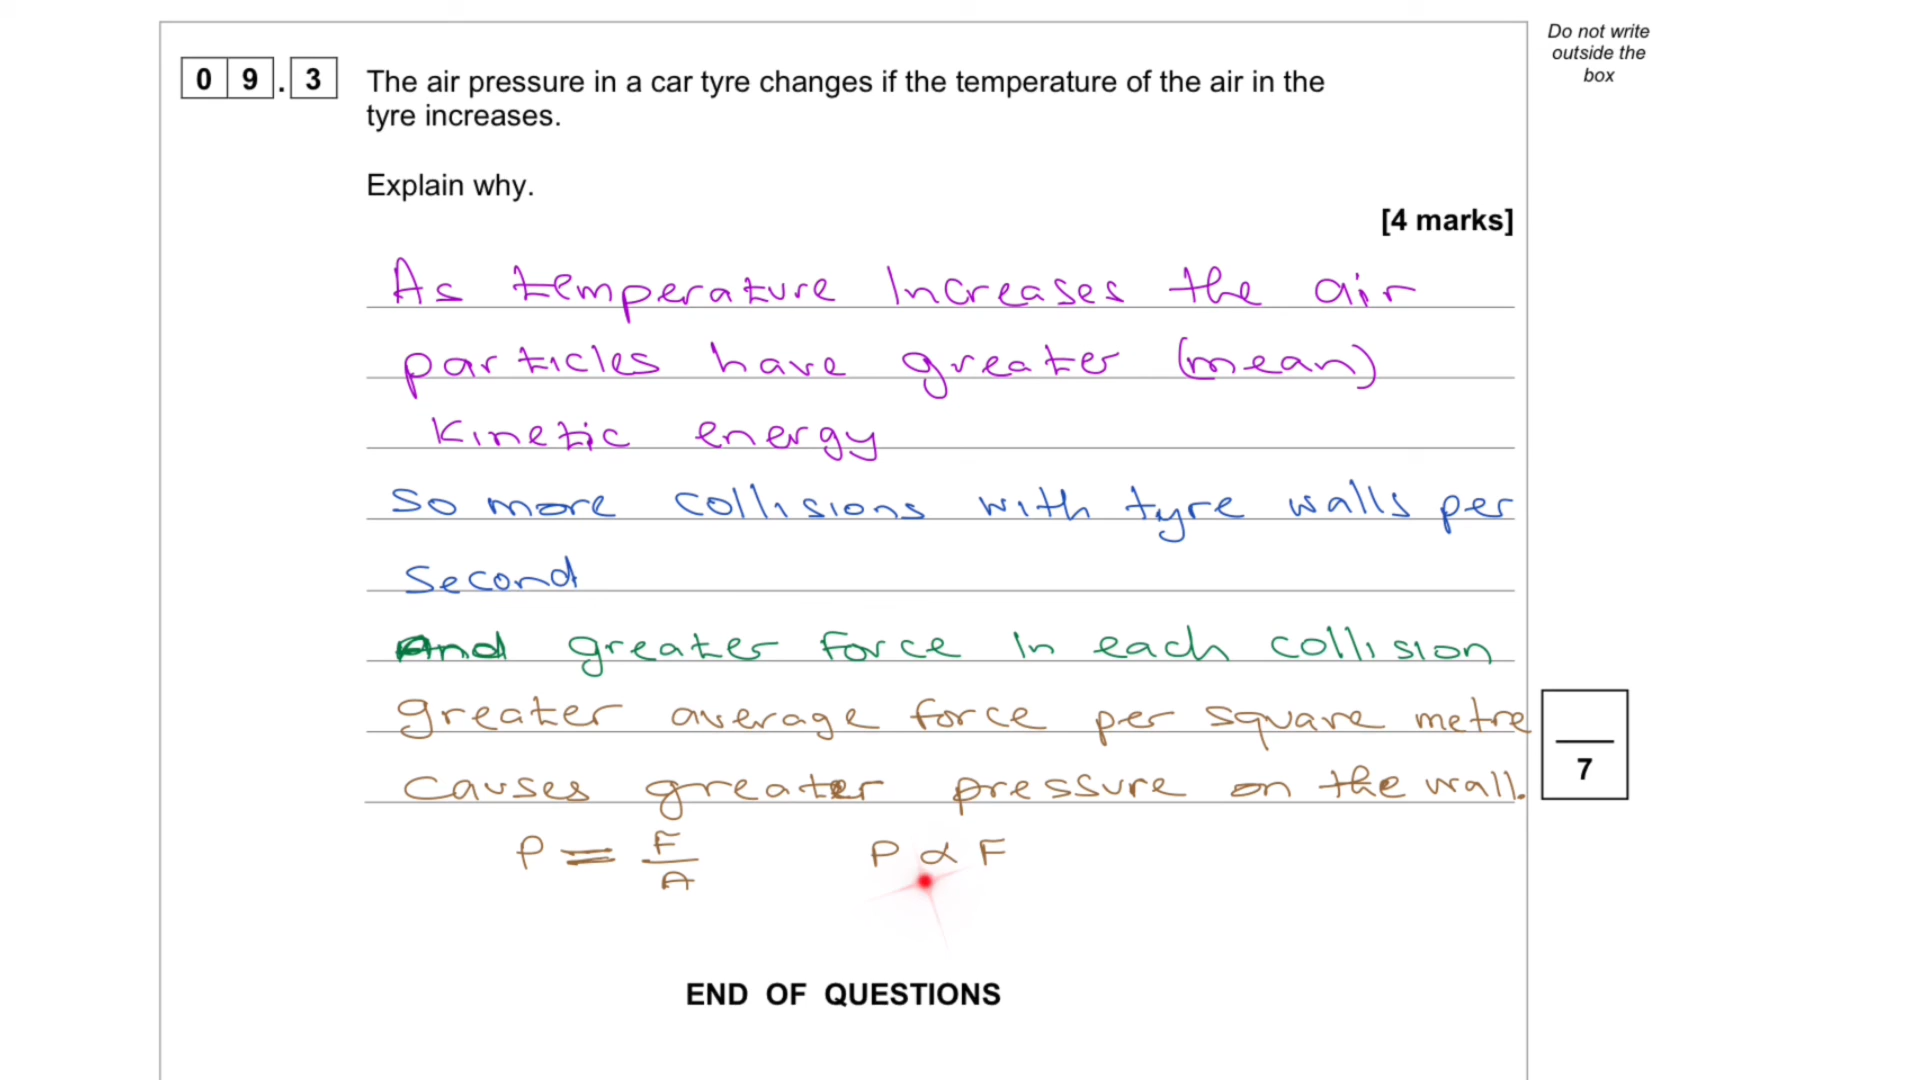 Do not write
outside the
box
0 9 . 3 The air pressure in a car tyre changes if the temperature of the air in the
tyre increases.
Explain why.
[4 marks]
As temperature Increases the air
particles have greater (mean)
Kinetic energy
so more collisions with tyre walls per
second
And greater force in each collision
greater average force per square metre
causes greater pressure on the wall.
7
P = F/A P ∝ F
END OF QUESTIONS